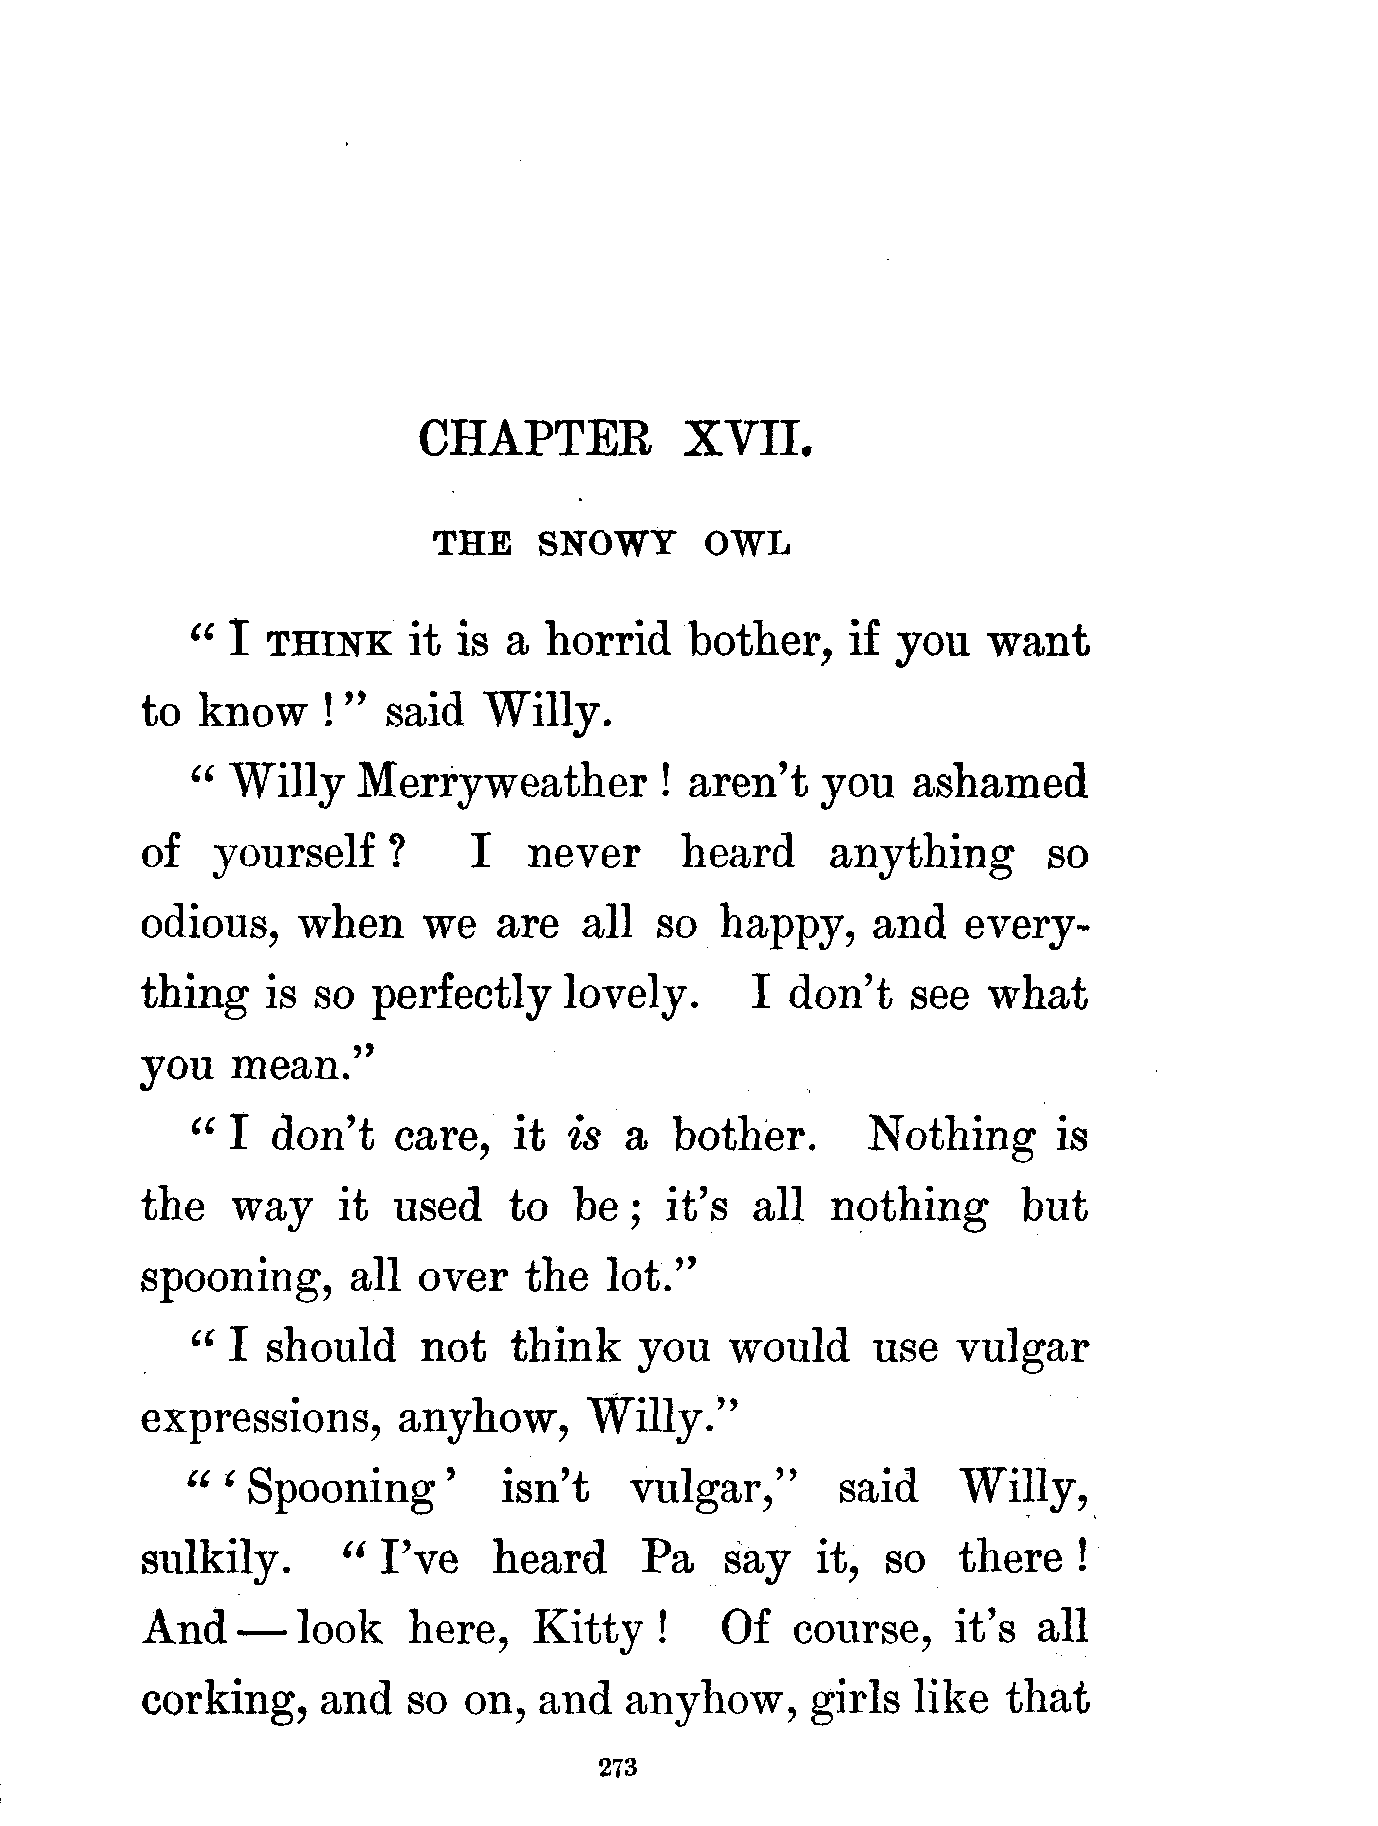 CHAPTER XVII.
THE SNOWY OWL
" I THINK it is a horrid bother, if you want
to know ! " said Willy.
" Willy Merryweather ! aren't you ashamed
of yourself ? I never heard anything so
odious, when we are all so happy, and every-
thing is so perfectly lovely. I don't see what
you mean."
" I don't care, it is a bother. Nothing is
the way it used to be ; it's all nothing but
spooning, all over the lot."
" I should not think you would use vulgar
expressions, anyhow, Willy."
" ' Spooning ' isn't vulgar," said Willy,
sulkily. " I've heard Pa say it, so there !
And — look here, Kitty ! Of course, it's all
corking, and so on, and anyhow, girls like that
273